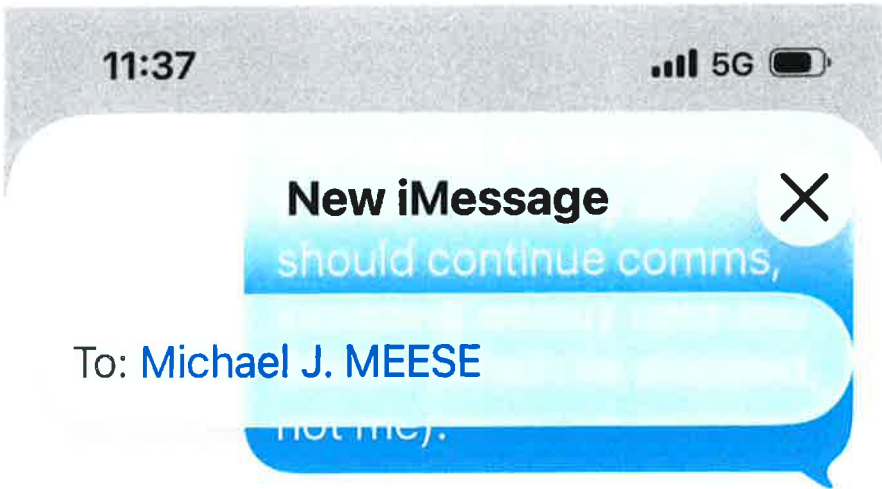 11:37 5G
New iMessage
should continue comms,
To: Michael J. MEESE
not me).